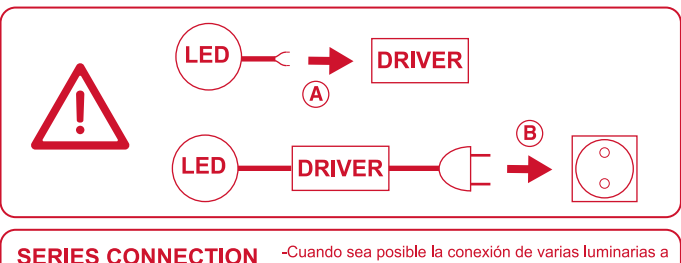 LED
DRIVER
A
B
LED
DRIVER
SERIES CONNECTION
-Cuando sea posible la conexión de varias luminarias a